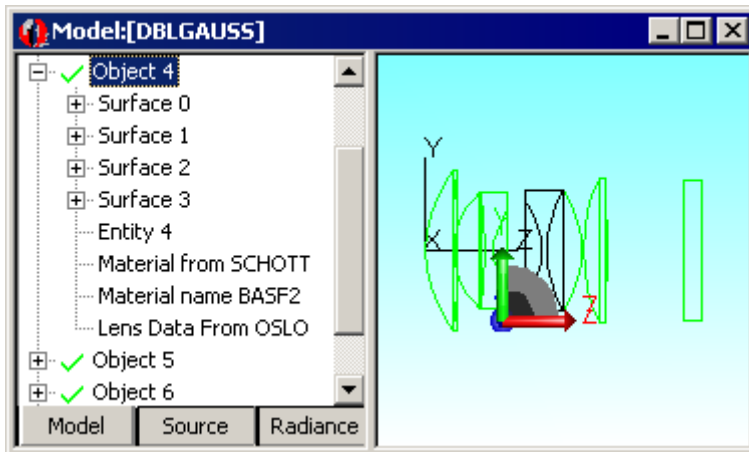 Model:[DBLGAUSS]
Object 4
Surface 0
Surface 1
Surface 2
Surface 3
Entity 4
Material from SCHOTT
Material name BASF2
Lens Data From OSLO
Object 5
Object 6
Model Source Radiance
Y
X Y Z
Z